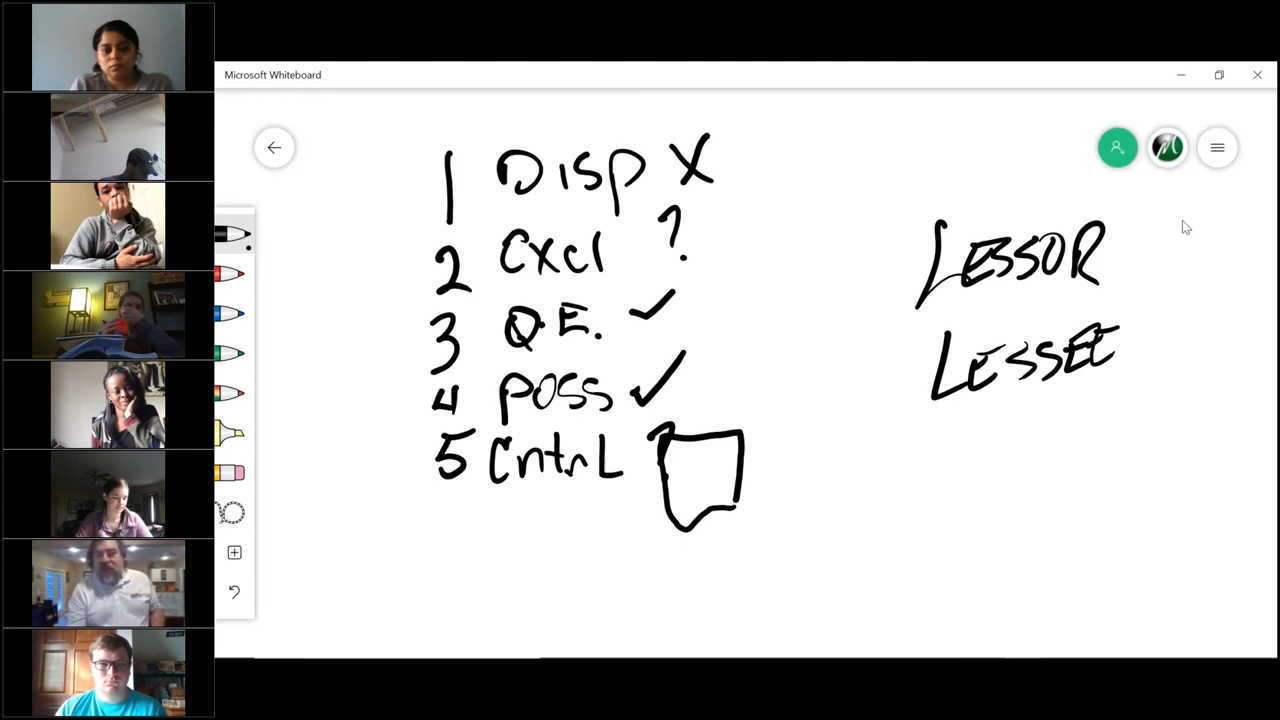 Microsoft Whiteboard
1 DISP X
2 Excl ?
3 Q.E. ✓
4 POSS ✓
5 CntrL
LESSOR
LESSEE